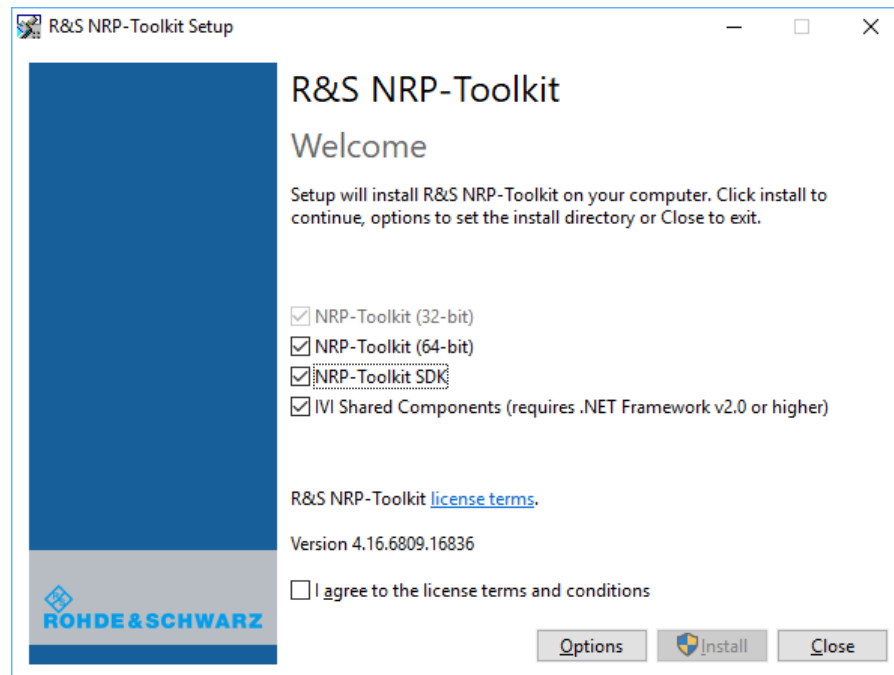 R&S NRP-Toolkit Setup
R&S NRP-Toolkit
Welcome
Setup will install R&S NRP-Toolkit on your computer. Click install to
continue, options to set the install directory or Close to exit.
NRP-Toolkit (32-bit)
NRP-Toolkit (64-bit)
NRP-Toolkit SDK
IVI Shared Components (requires .NET Framework v2.0 or higher)
R&S NRP-Toolkit license terms.
Version 4.16.6809.16836
I agree to the license terms and conditions
ROHDE&SCHWARZ
Options Install Close